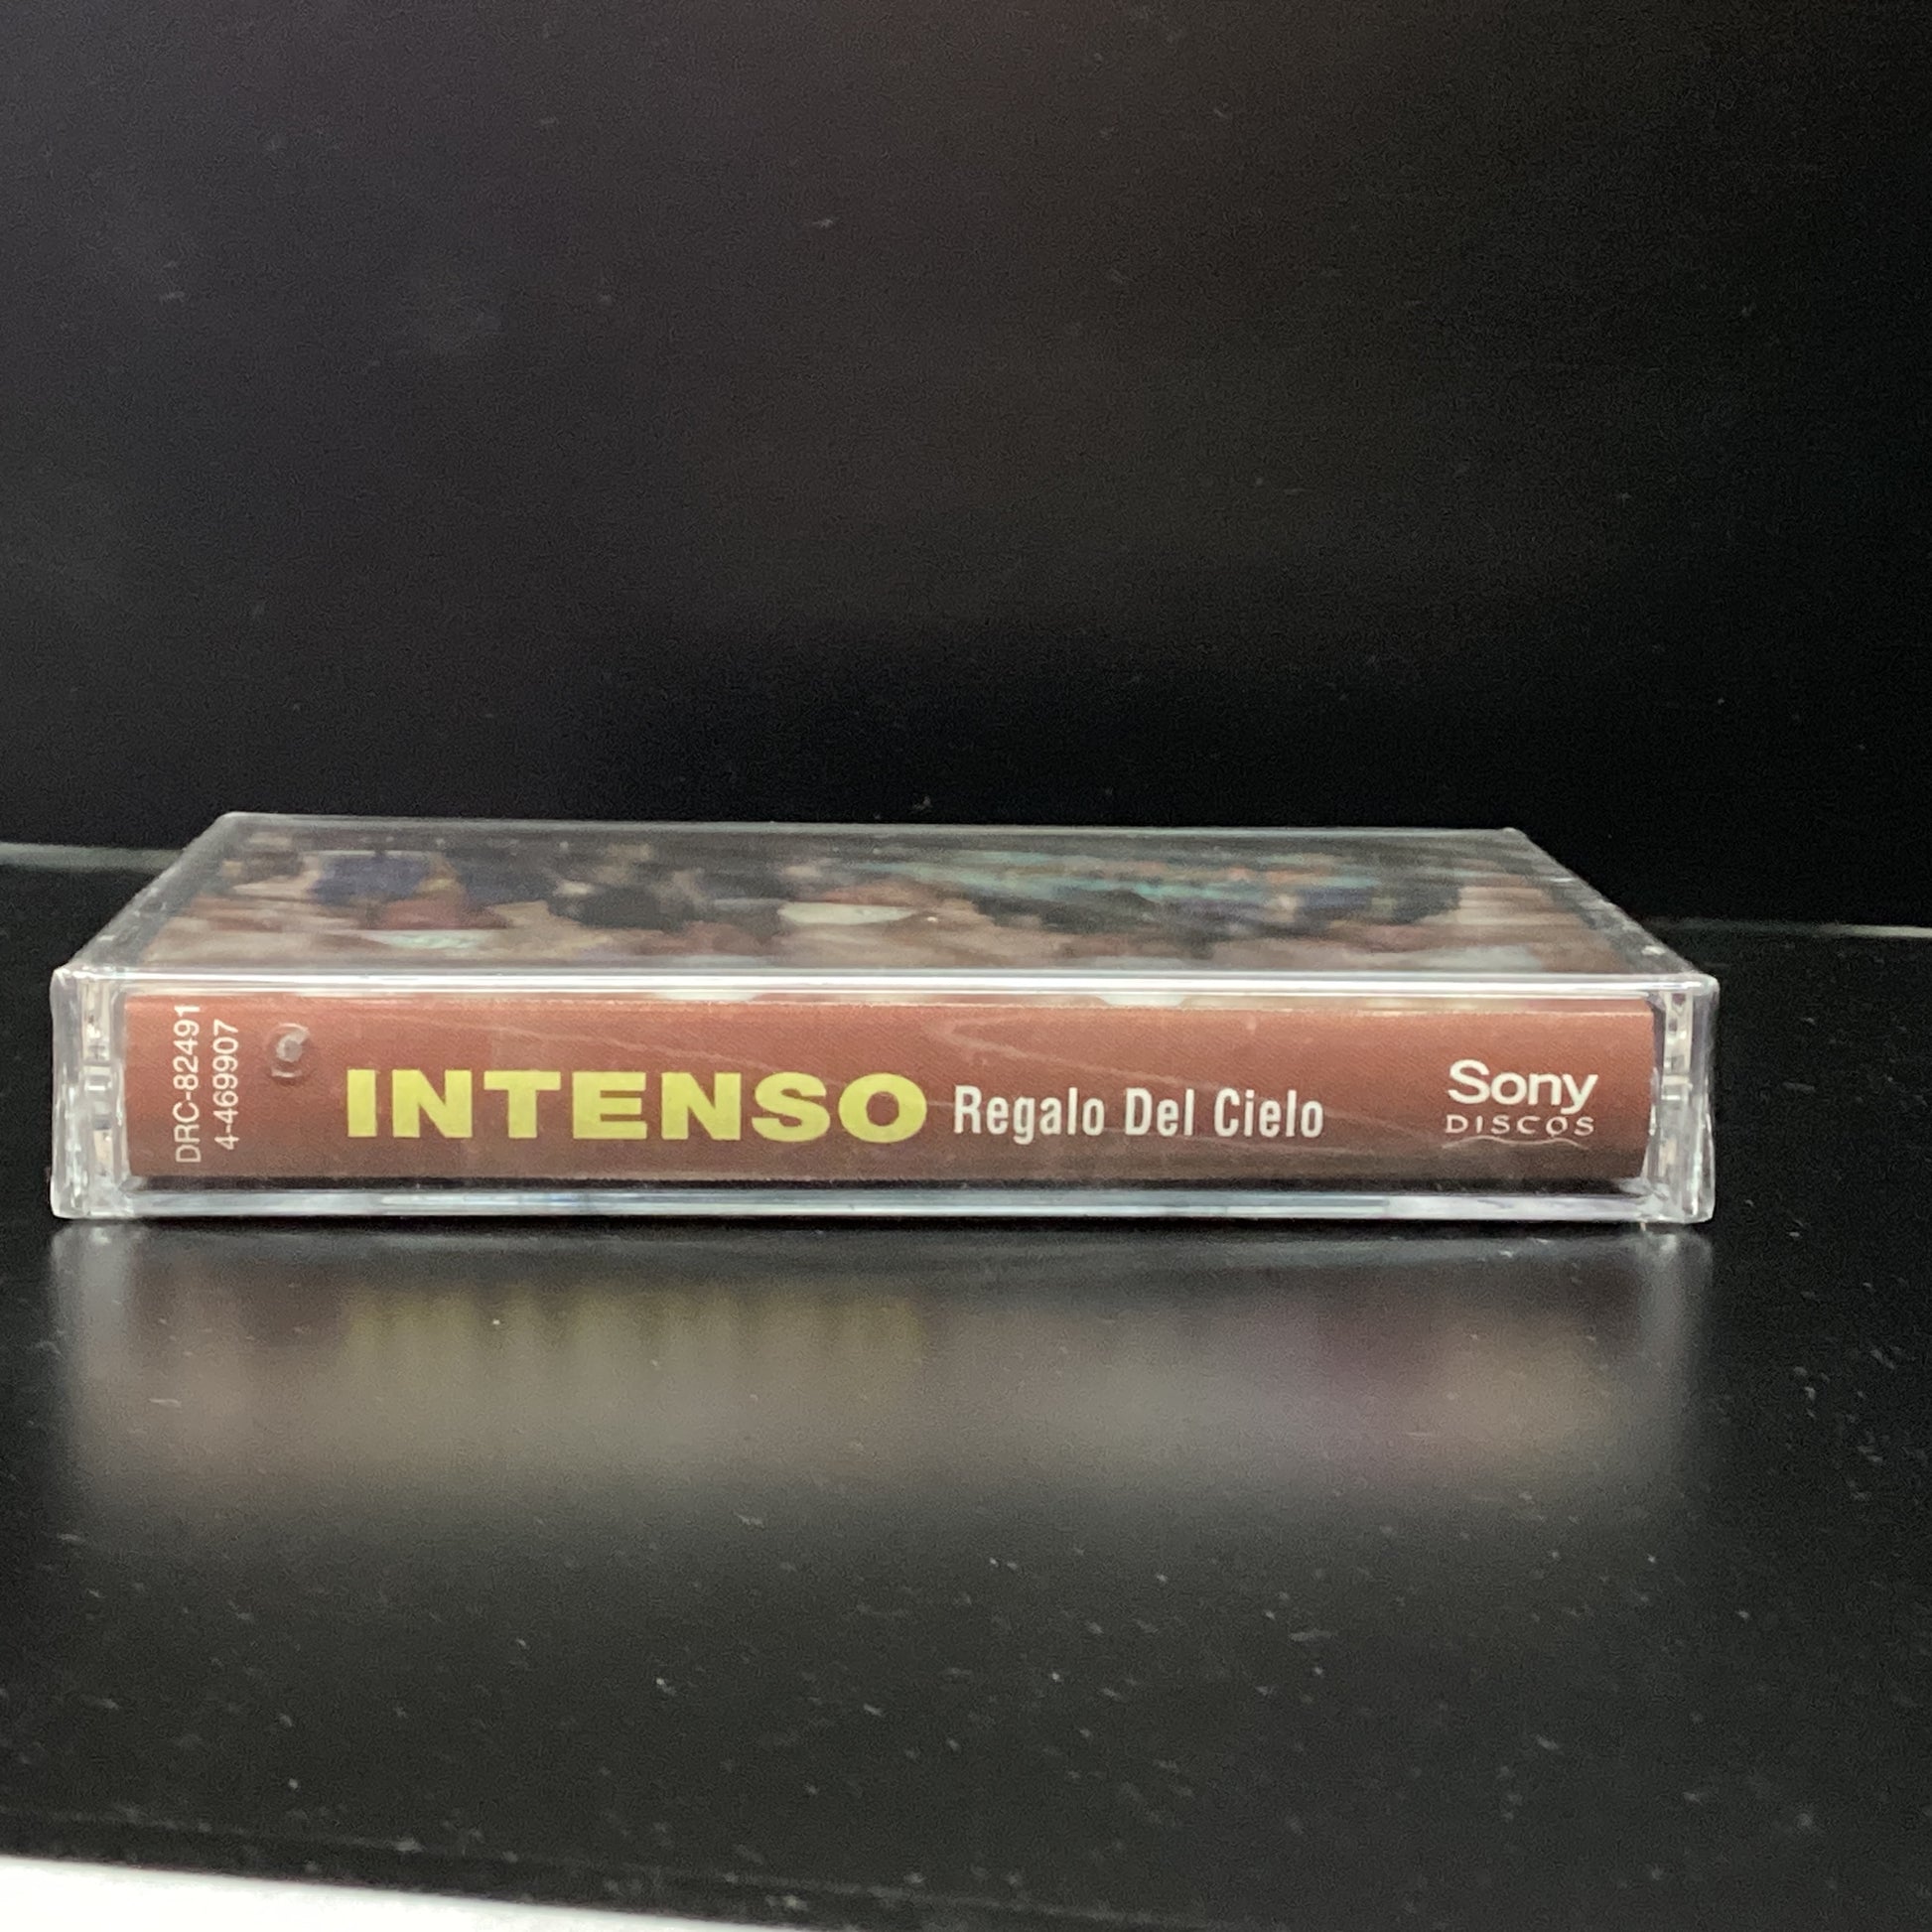 DRC-82491
4-469907
INTENSO Regalo Del Cielo
Sony
DISCOS